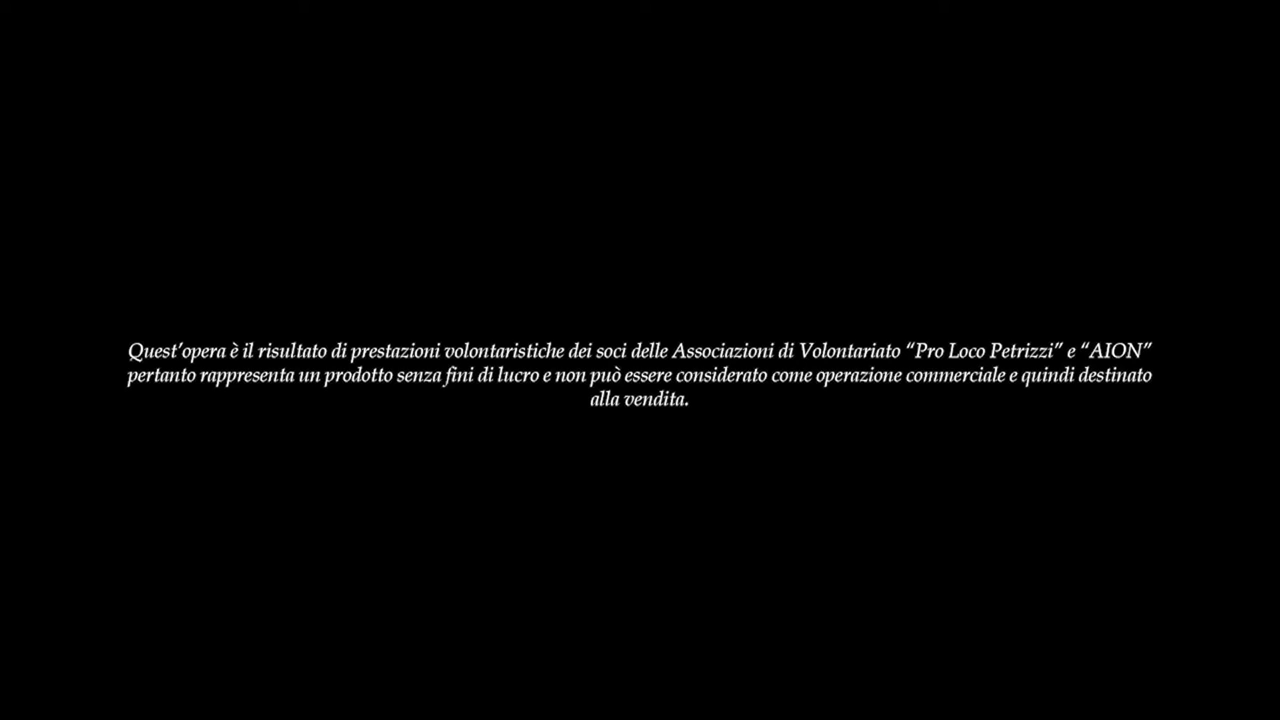 Quest’opera è il risultato di prestazioni volontaristiche dei soci delle Associazioni di Volontariato “Pro Loco Petrizzi” e “AION”
pertanto rappresenta un prodotto senza fini di lucro e non può essere considerato come operazione commerciale e quindi destinato
alla vendita.